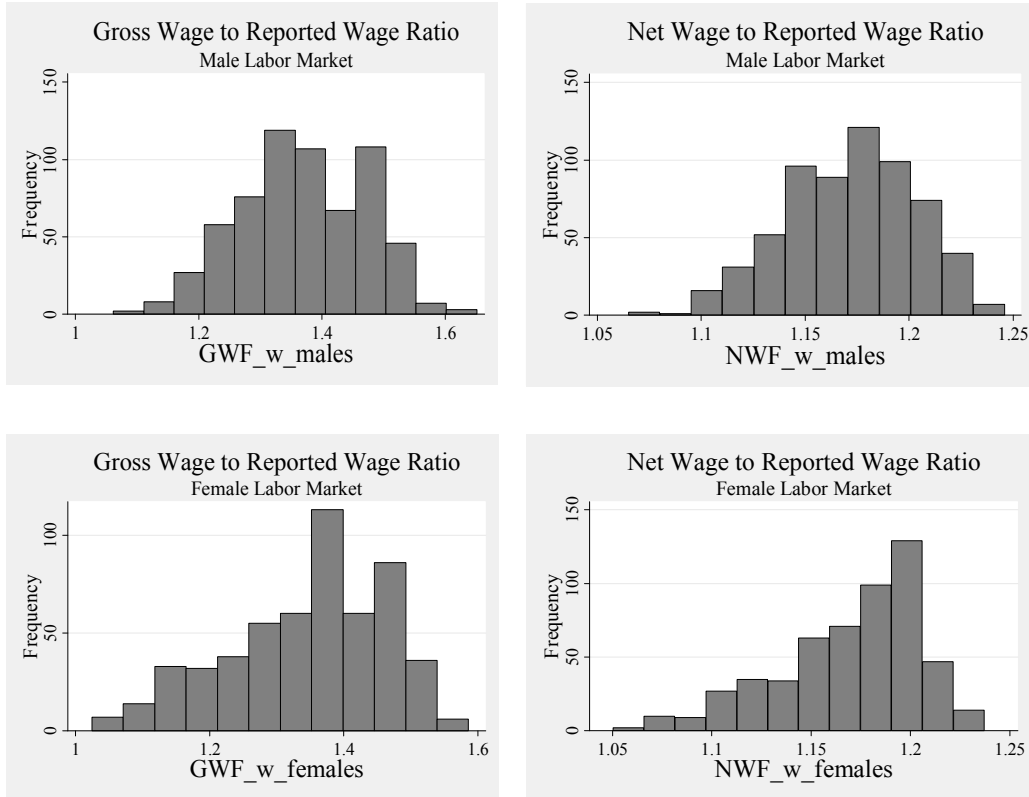 Gross Wage to Reported Wage Ratio
Male Labor Market
150
100
50
0
Frequency
1 1.2 1.4 1.6
GWF_w_males
Net Wage to Reported Wage Ratio
Male Labor Market
150
100
50
0
Frequency
1.05 1.1 1.15 1.2 1.25
NWF_w_males
Gross Wage to Reported Wage Ratio
Female Labor Market
100
50
0
Frequency
1 1.2 1.4 1.6
GWF_w_females
Net Wage to Reported Wage Ratio
Female Labor Market
150
100
50
0
Frequency
1.05 1.1 1.15 1.2 1.25
NWF_w_females